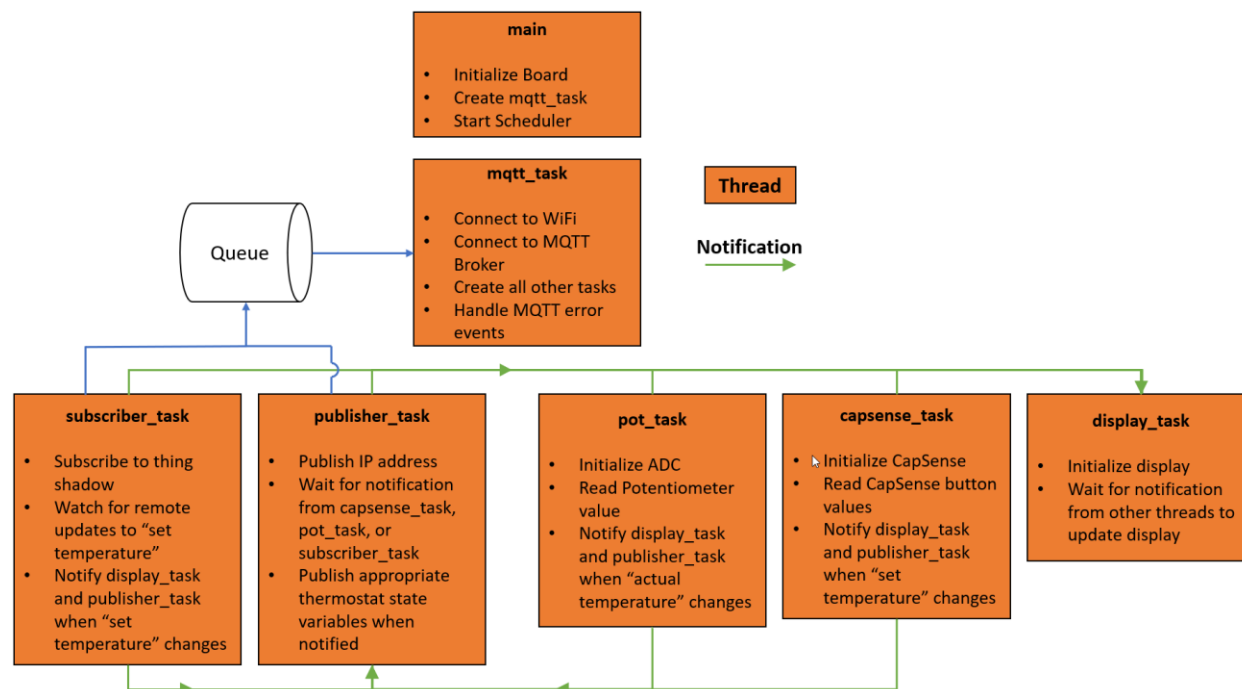 main
• Initialize Board
• Create mqtt_task
• Start Scheduler
mqtt_task
• Connect to WiFi
• Connect to MQTT
Broker
• Create all other tasks
• Handle MQTT error
events
Thread
Notification
Queue
subscriber_task
• Subscribe to thing
shadow
• Watch for remote
updates to “set
temperature”
• Notify display_task
and publisher_task
when “set
temperature” changes
publisher_task
• Publish IP address
• Wait for notification
from capsense_task,
pot_task, or
subscriber_task
• Publish appropriate
thermostat state
variables when
notified
pot_task
• Initialize ADC
• Read Potentiometer
value
• Notify display_task
and publisher_task
when “actual
temperature” changes
capsense_task
• Initialize CapSense
• Read CapSense button
values
• Notify display_task
and publisher_task
when “set
temperature” changes
display_task
• Initialize display
• Wait for notification
from other threads to
update display